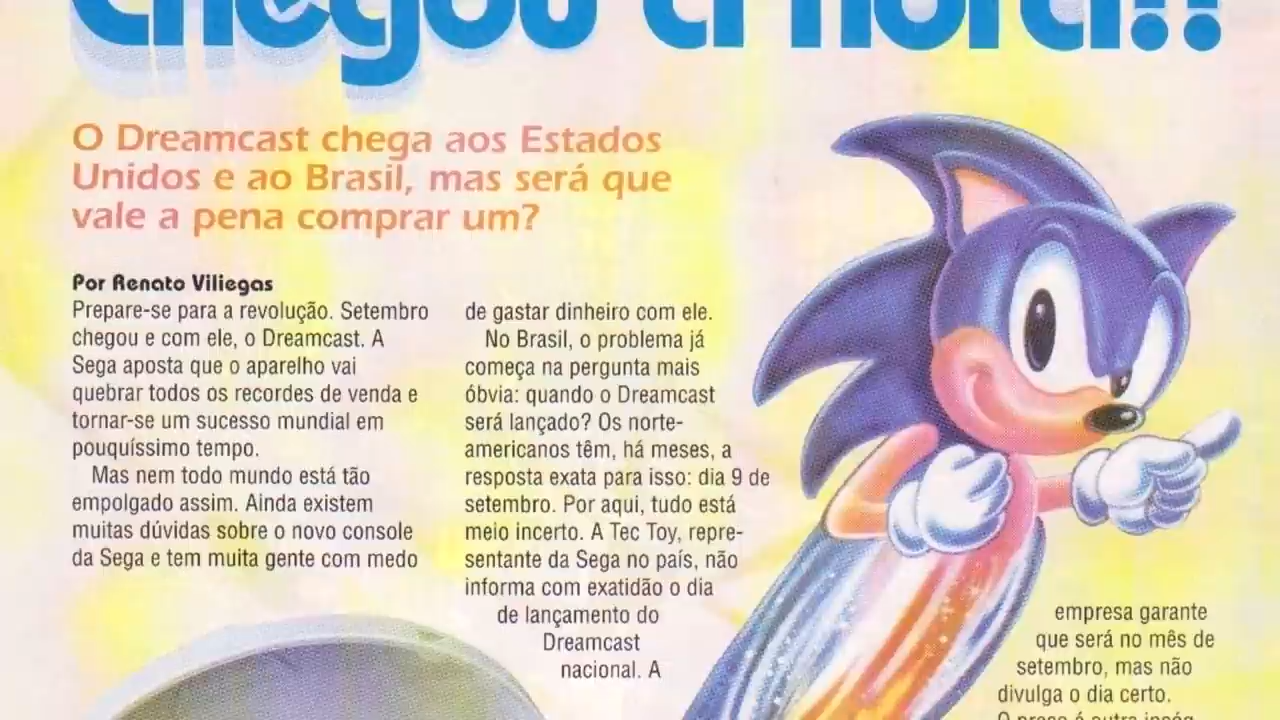 Chegou a hora!!
O Dreamcast chega aos Estados
Unidos e ao Brasil, mas será que
vale a pena comprar um?
Por Renato Viliegas
Prepare-se para a revolução. Setembro
chegou e com ele, o Dreamcast. A
Sega aposta que o aparelho vai
quebrar todos os recordes de venda e
tornar-se um sucesso mundial em
pouquíssimo tempo.
Mas nem todo mundo está tão
empolgado assim. Ainda existem
muitas dúvidas sobre o novo console
da Sega e tem muita gente com medo
de gastar dinheiro com ele.
No Brasil, o problema já
começa na pergunta mais
óbvia: quando o Dreamcast
será lançado? Os norte-
americanos têm, há meses, a
resposta exata para isso: dia 9 de
setembro. Por aqui, tudo está
meio incerto. A Tec Toy, repre-
sentante da Sega no país, não
informa com exatidão o dia
de lançamento do
Dreamcast
nacional. A
empresa garante
que será no mês de
setembro, mas não
divulga o dia certo.
O preço é outra